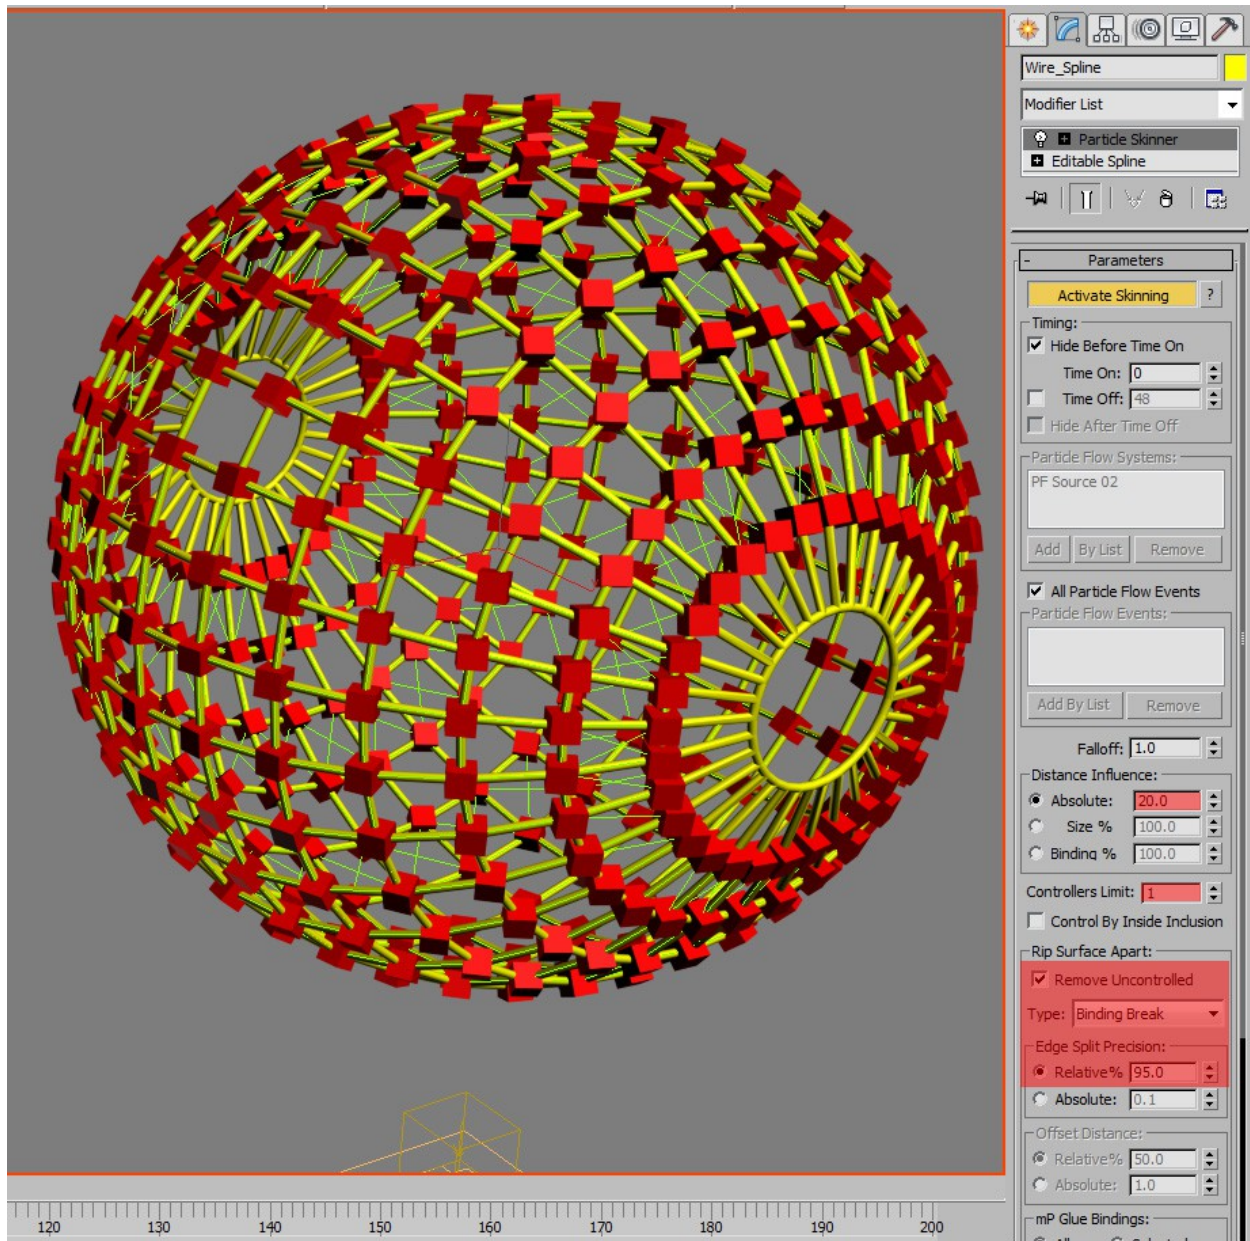 Wire_Spline
Modifier List
Particle Skinner
Editable Spline
- Parameters
Activate Skinning ?
Timing:
Hide Before Time On
Time On: 0
Time Off: 48
Hide After Time Off
Particle Flow Systems:
PF Source 02
Add By List Remove
All Particle Flow Events
Particle Flow Events:
Add By List Remove
Falloff: 1.0
Distance Influence:
Absolute: 20.0
Size % 100.0
Binding % 100.0
Controllers Limit: 1
Control By Inside Inclusion
Rip Surface Apart:
Remove Uncontrolled
Type: Binding Break
Edge Split Precision:
Relative% 95.0
Absolute: 0.1
Offset Distance:
Relative% 50.0
Absolute: 1.0
mP Glue Bindings:
120 130 140 150 160 170 180 190 200